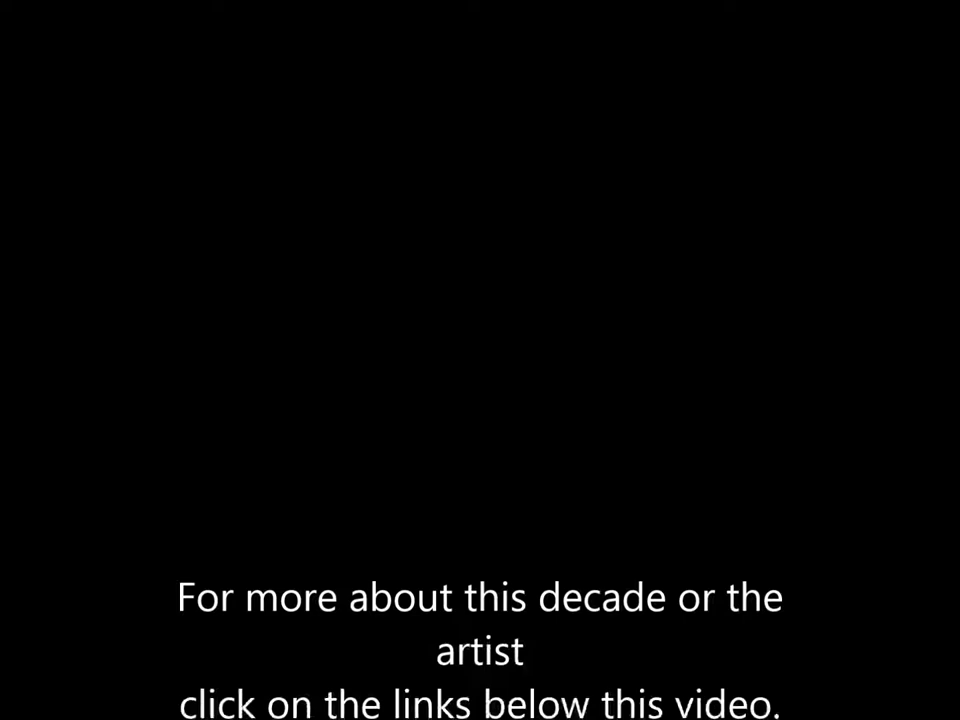 For more about this decade or the
artist
click on the links below this video.